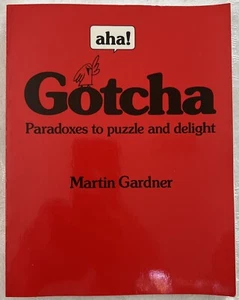 aha!
Gotcha
Paradoxes to puzzle and delight
Martin Gardner